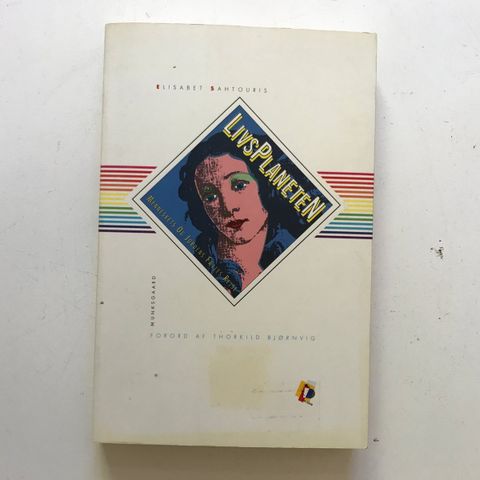 ELISABET SAHTOURIS
LIVSPLANETEN
MUNKSGAARD
FORORD AF THORKILD BJØRNVIG